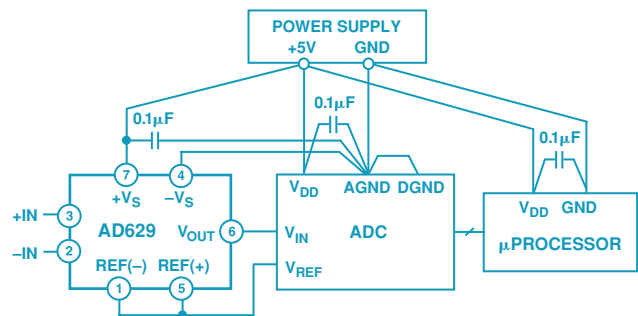 POWER SUPPLY
+5V GND
0.1µF
0.1µF
0.1µF
7
4
+VS
–VS
VDD
AGND
DGND
VDD GND
+IN
3
AD629
VOUT
6
VIN
ADC
µPROCESSOR
–IN
2
REF(–)
REF(+)
VREF
1
5